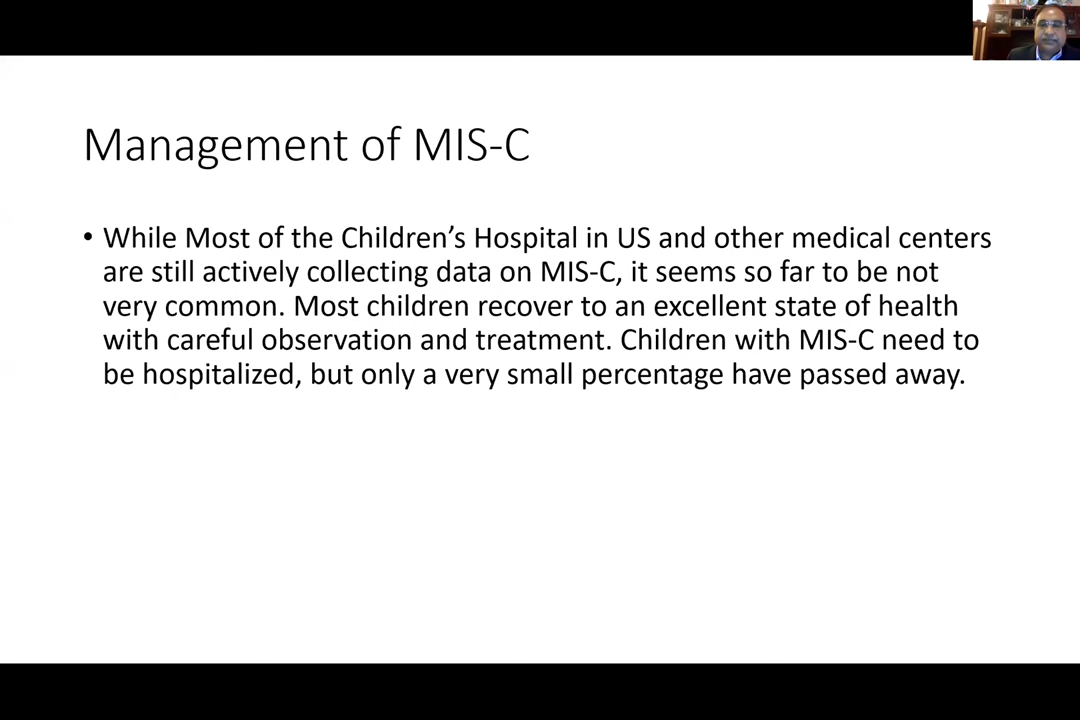 Management of MIS-C
• While Most of the Children’s Hospital in US and other medical centers
are still actively collecting data on MIS-C, it seems so far to be not
very common. Most children recover to an excellent state of health
with careful observation and treatment. Children with MIS-C need to
be hospitalized, but only a very small percentage have passed away.